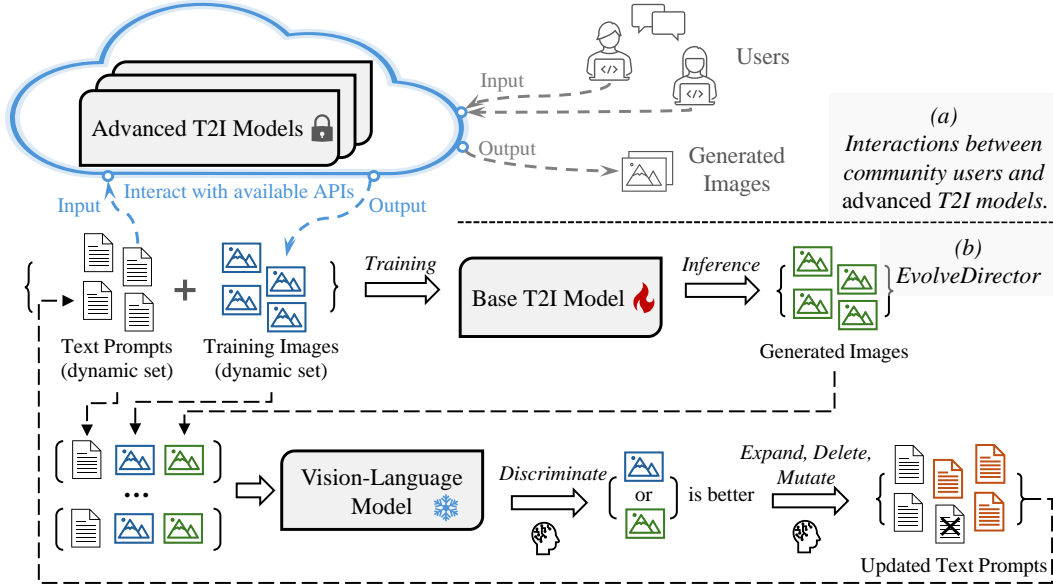 Users
Input
Advanced T2I Models
(a)
Interactions between
community users and
advanced T2I models.
Output
Generated
Images
Interact with available APIs
Input
Output
(b)
EvolveDirector
Training
Inference
+
Base T2I Model
Text Prompts
(dynamic set)
Training Images
(dynamic set)
Generated Images
Vision-Language
Model
...
Discriminate
or
is better
Expand, Delete,
Mutate
Updated Text Prompts